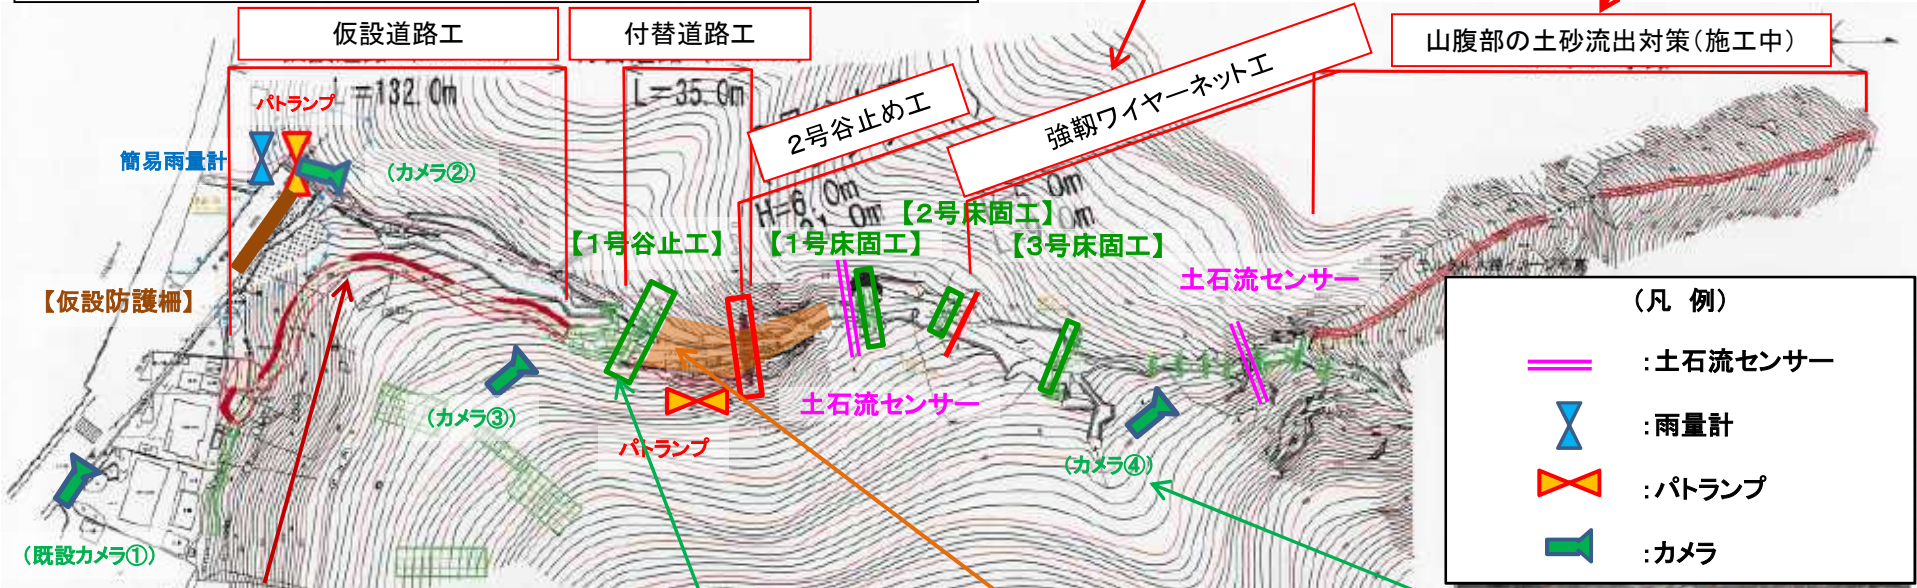 仮設道路工
付替道路工
山腹部の土砂流出対策(施工中)
2号谷止め工
強靱ワイヤーネット工
L=132.0m
L=35.0m
パトランプ
簡易雨量計
(カメラ②)
H=6.0m
【2号床固工】
【1号谷止工】
【1号床固工】
【3号床固工】
土石流センサー
【仮設防護柵】
(カメラ③)
土石流センサー
パトランプ
(カメラ④)
(既設カメラ①)
(凡 例)
:土石流センサー
:雨量計
:パトランプ
:カメラ